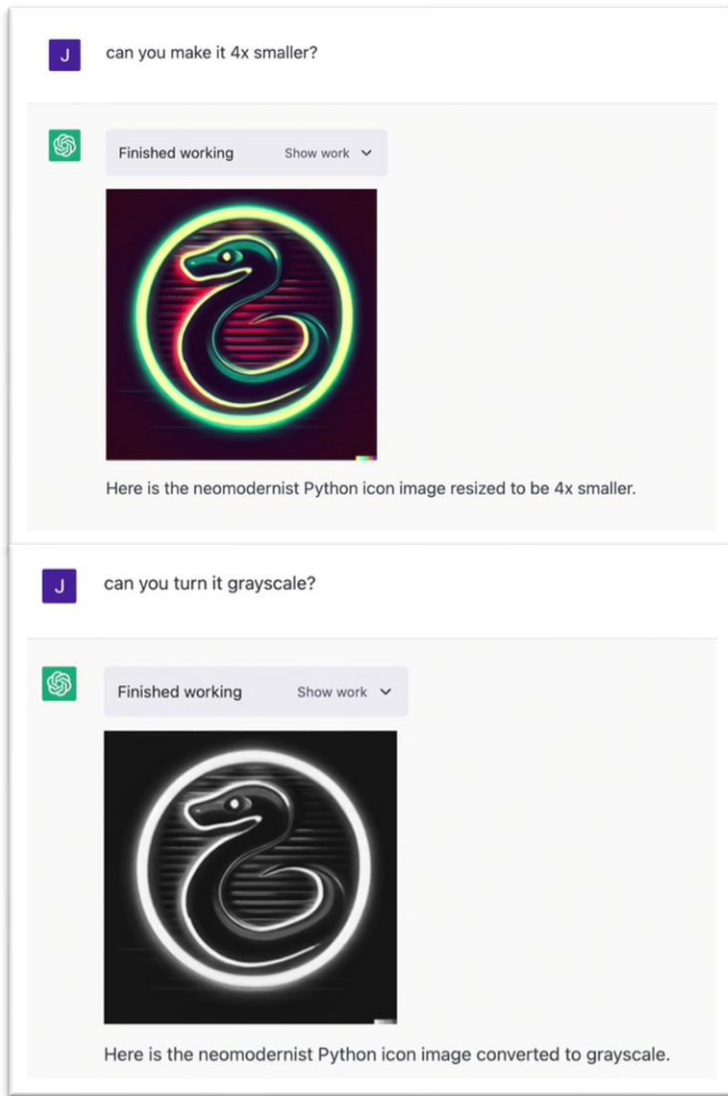 J
can you make it 4x smaller?
Finished working
Show work
Here is the neomodernist Python icon image resized to be 4x smaller.
J
can you turn it grayscale?
Finished working
Show work
Here is the neomodernist Python icon image converted to grayscale.